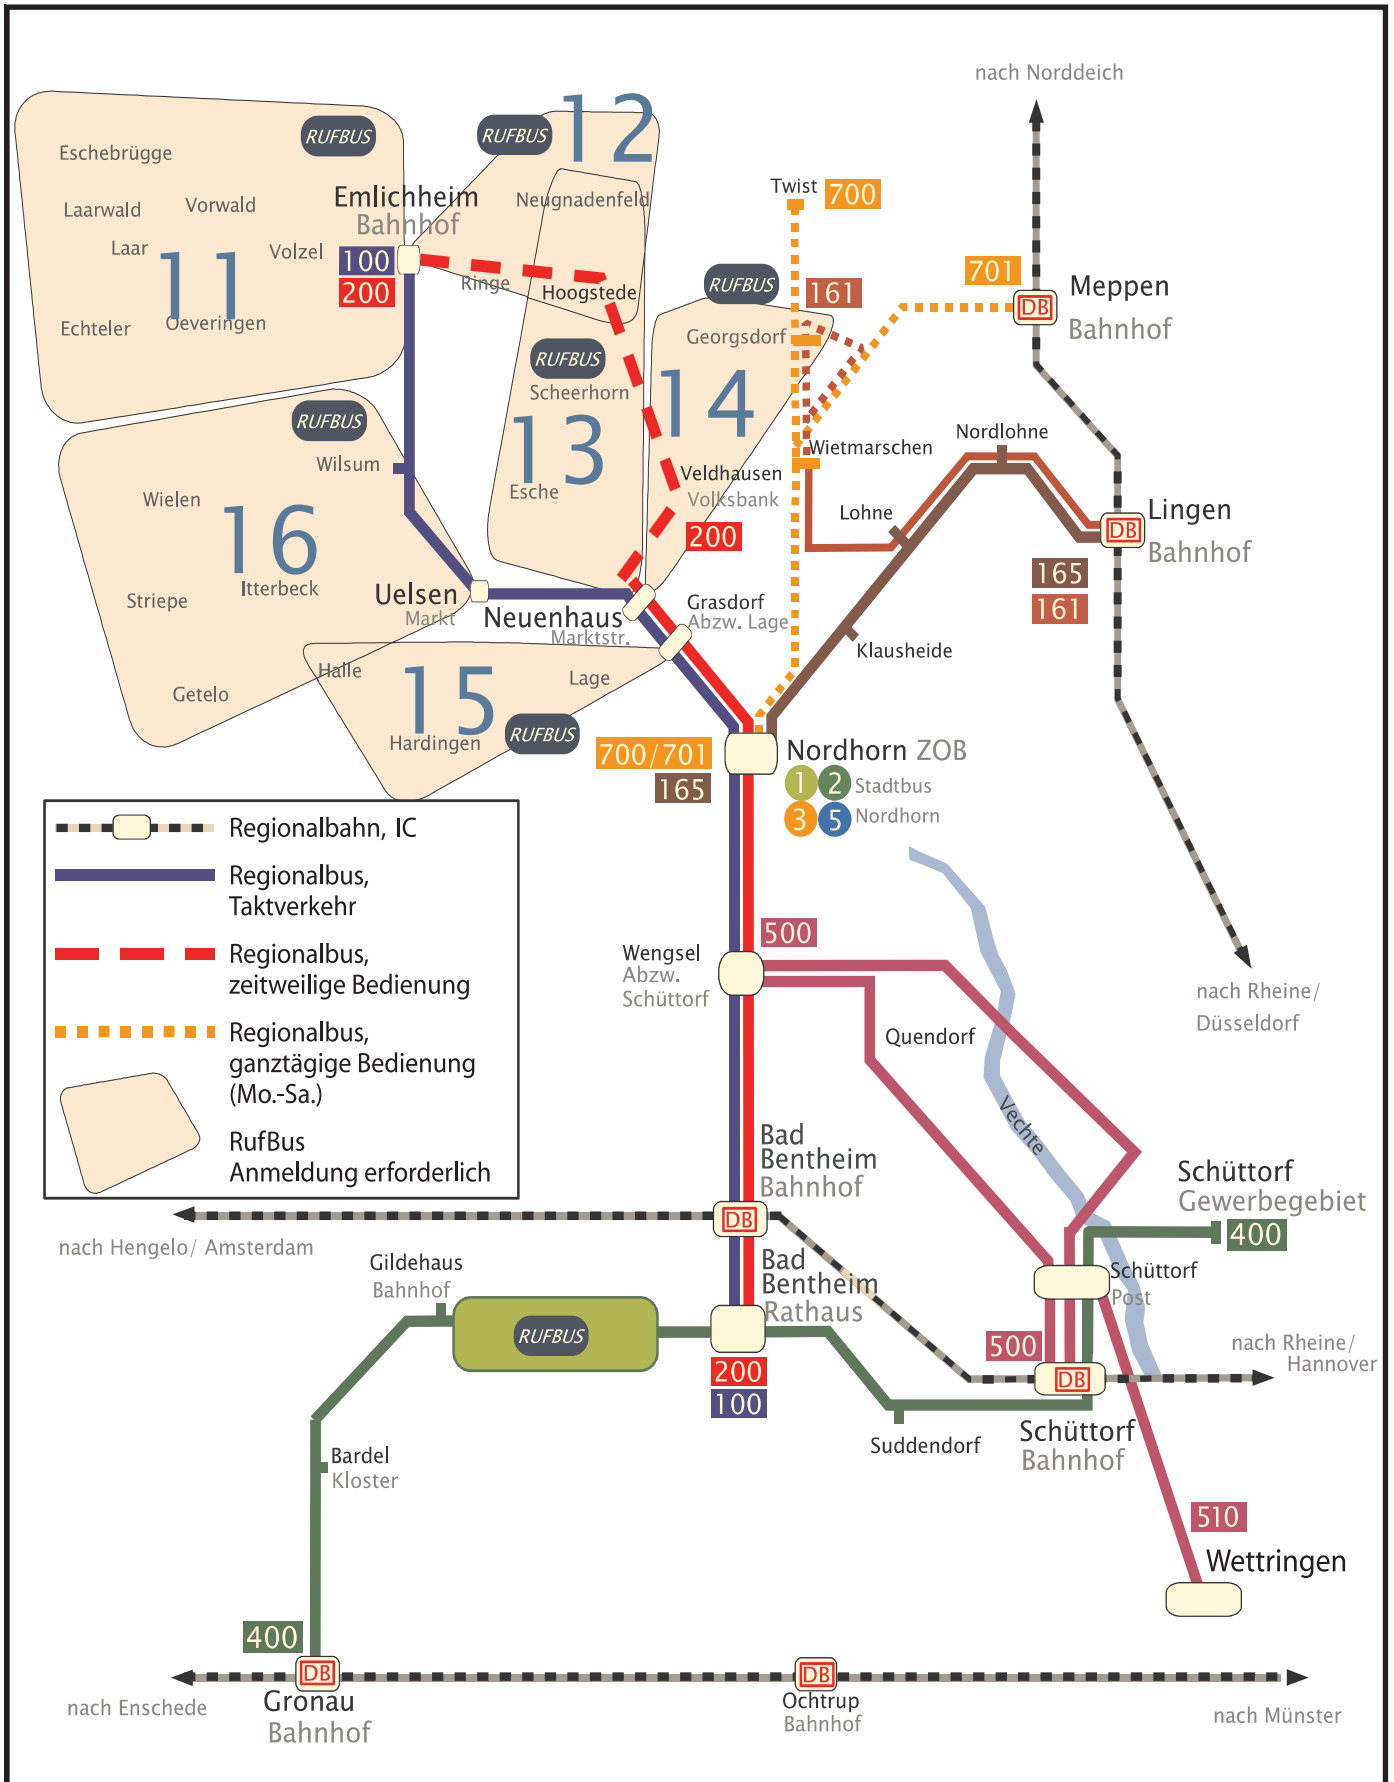 nach Norddeich
12
RUFBUS
RUFBUS
Eschebrügge
Emlichheim
Bahnhof
Neugnadenfeld
Twist
700
Laarwald
Vorwald
Laar
Volzel
11
100
200
Ringe
Hoogstede
RUFBUS
161
701
Meppen
Bahnhof
DB
Echteler
Oeveringen
Georgsdorf
RUFBUS
Scheerhorn
14
RUFBUS
13
Wilsum
Wietmarschen
Nordlohne
Veldhausen
Volksbank
Wielen
Esche
16
Lohne
Lingen
Bahnhof
DB
200
165
161
Itterbeck
Striepe
Uelsen
Markt
Neuenhaus
Marktstr.
Grasdorf
Abzw. Lage
Klausheide
Halle
Lage
Getelo
15
Hardingen
RUFBUS
700/701
165
Nordhorn ZOB
1 2 Stadtbus
3 5 Nordhorn
Regionalbahn, IC
Regionalbus,
Taktverkehr
Regionalbus,
zeitweilige Bedienung
Regionalbus,
ganztägige Bedienung
(Mo.-Sa.)
RufBus
Anmeldung erforderlich
500
Wengsel
Abzw.
Schüttorf
nach Rheine/
Düsseldorf
Quendorf
Vechte
Bad
Bentheim
Bahnhof
DB
Schüttorf
Gewerbegebiet
400
nach Hengelo/ Amsterdam
Gildehaus
Bahnhof
Bad
Bentheim
Rathaus
Schüttorf
Post
RUFBUS
500
nach Rheine/
Hannover
200
100
DB
Schüttorf
Bahnhof
Suddendorf
Bardel
Kloster
510
Wettringen
400
DB
DB
nach Enschede
Gronau
Bahnhof
Ochtrup
Bahnhof
nach Münster